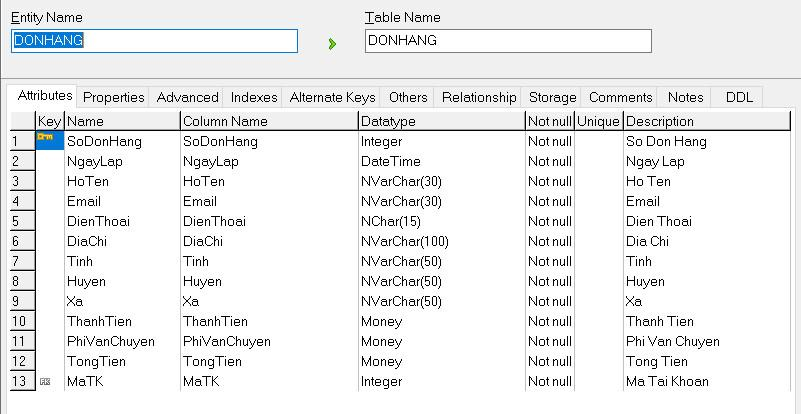 Entity Name Table Name
DONHANG DONHANG
Attributes Properties Advanced Indexes Alternate Keys Others Relationship Storage Comments Notes DDL
Key Name Column Name Datatype Not null Unique Description
1 SoDonHang SoDonHang Integer Not null So Don Hang
2 NgayLap NgayLap DateTime Not null Ngay Lap
3 HoTen HoTen NVarChar(30) Not null Ho Ten
4 Email Email NVarChar(30) Not null Email
5 DienThoai DienThoai NChar(15) Not null Dien Thoai
6 DiaChi DiaChi NVarChar(100) Not null Dia Chi
7 Tinh Tinh NVarChar(50) Not null Tinh
8 Huyen Huyen NVarChar(50) Not null Huyen
9 Xa Xa NVarChar(50) Not null Xa
10 ThanhTien ThanhTien Money Not null Thanh Tien
11 PhiVanChuyen PhiVanChuyen Money Not null Phi Van Chuyen
12 TongTien TongTien Money Not null Tong Tien
13 FK MaTK MaTK Integer Not null Ma Tai Khoan